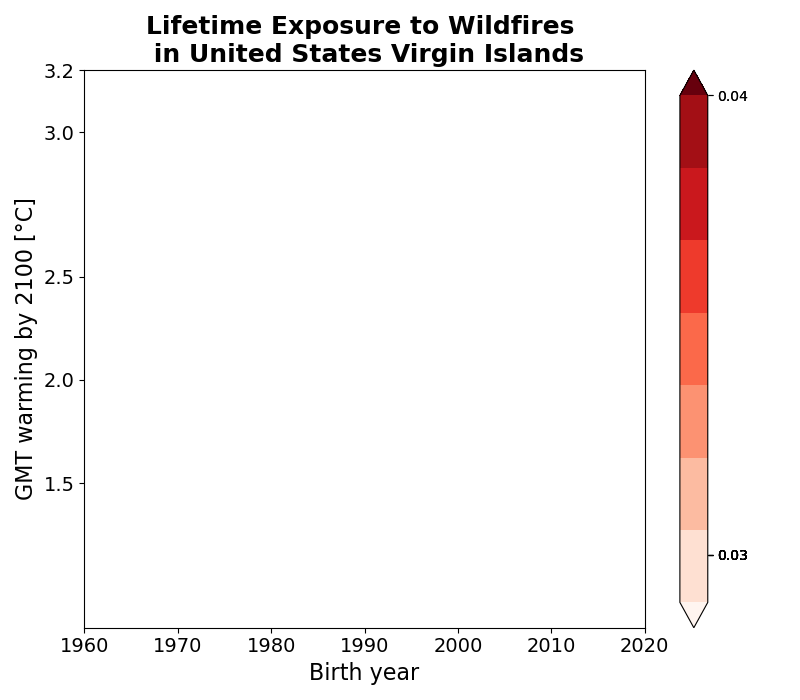 Lifetime Exposure to Wildfires
in United States Virgin Islands
3.2
3.0
2.5
2.0
1.5
GMT warming by 2100 [°C]
1960 1970 1980 1990 2000 2010 2020
Birth year
0.04
0.03